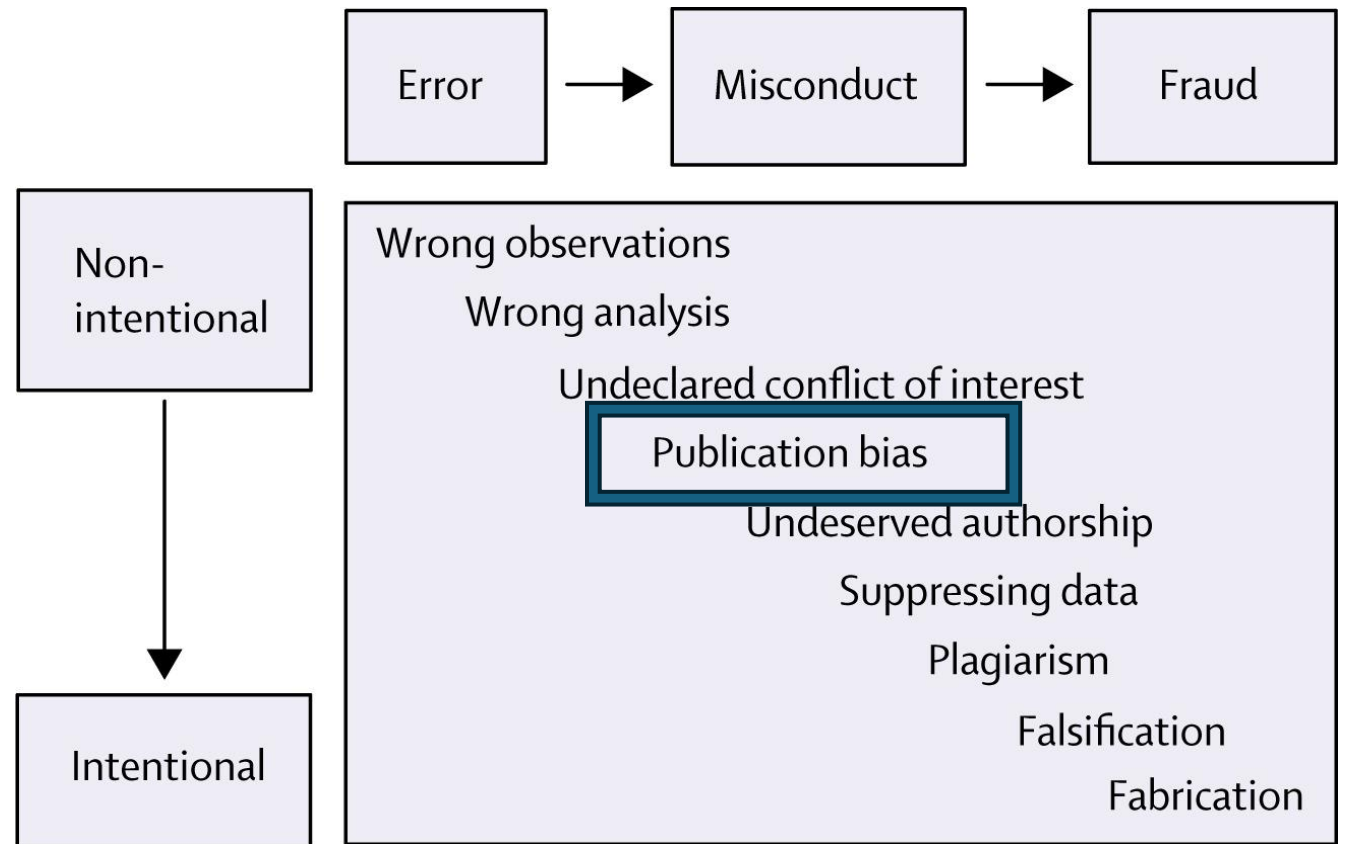 Error
Misconduct
Fraud
Non-
intentional
Wrong observations
Wrong analysis
Undeclared conflict of interest
Publication bias
Undeserved authorship
Suppressing data
Plagiarism
Falsification
Intentional
Fabrication